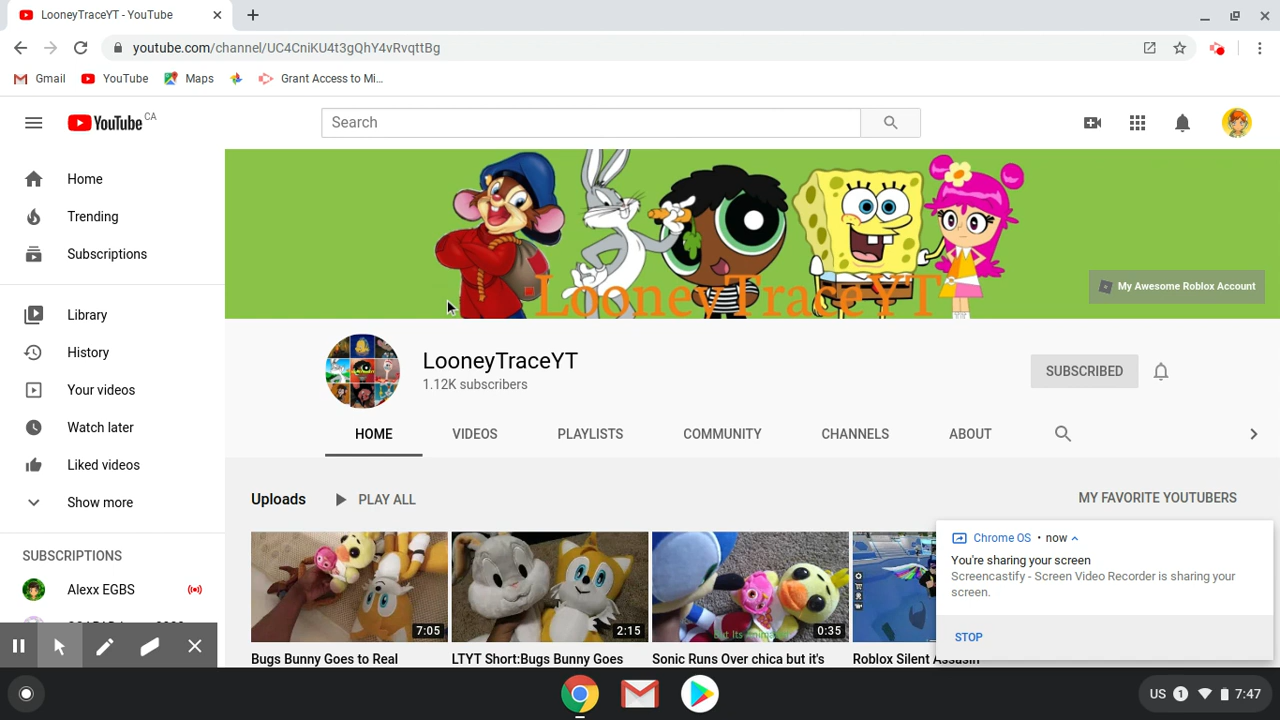 LooneyTraceYT - YouTube
youtube.com/channel/UC4CniKU4t3gQhY4vRvqttBg
Gmail
YouTube
Maps
Grant Access to Mi...
YouTube CA
Search
Home
Trending
Subscriptions
Library
History
Your videos
Watch later
Liked videos
Show more
SUBSCRIPTIONS
Alexx EGBS
LooneyTraceYT
My Awesome Roblox Account
LooneyTraceYT
1.12K subscribers
SUBSCRIBED
HOME
VIDEOS
PLAYLISTS
COMMUNITY
CHANNELS
ABOUT
Uploads
PLAY ALL
MY FAVORITE YOUTUBERS
7:05
2:15
But Its
0:35
Bugs Bunny Goes to Real
LTYT Short:Bugs Bunny Goes
Sonic Runs Over chica but it's
Roblox Silent Assasin
Chrome OS • now
You're sharing your screen
Screencastify - Screen Video Recorder is sharing your
screen.
STOP
US 1 7:47